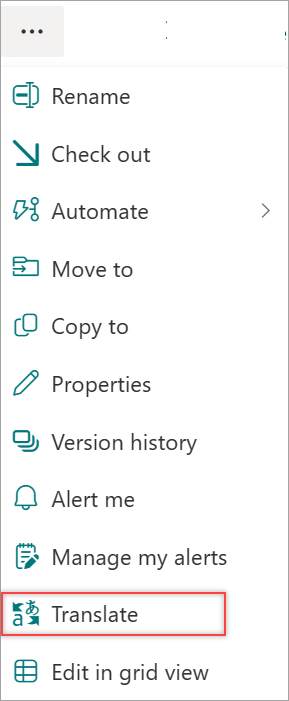 Rename
Check out
Automate
Move to
Copy to
Properties
Version history
Alert me
Manage my alerts
Translate
Edit in grid view